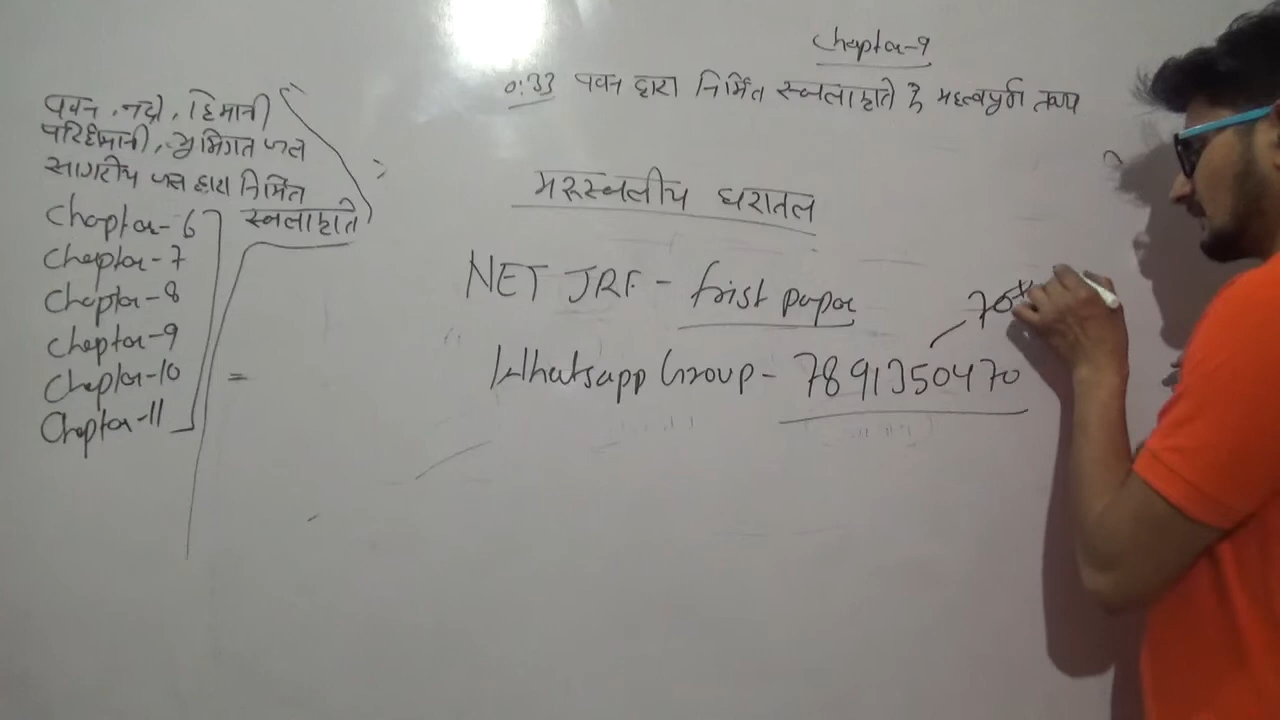 Chapter-9
0:33 पवन द्वारा निर्मित स्थलाकृति के महत्वपूर्ण तथ्य
पवन, नदी, हिमानी
परिहिमानी, भूमिगत जल
सागरीय जल द्वारा निर्मित
स्थलाकृति
Chapter-6
Chapter-7
Chapter-8
Chapter-9
Chapter-10
Chapter-11
=
मरूस्थलीय धरातल
NET JRF - frist papar
Whatsapp Group - 7891350470